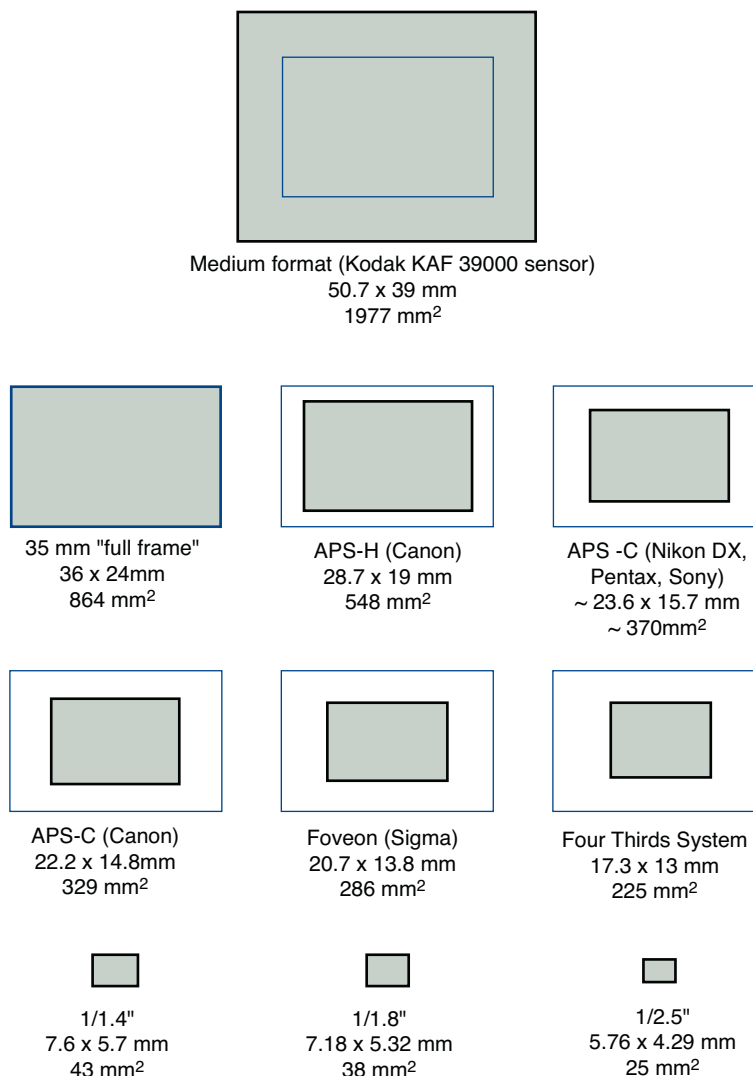 Medium format (Kodak KAF 39000 sensor)
50.7 x 39 mm
1977 mm²
35 mm "full frame"
36 x 24mm
864 mm²
APS-H (Canon)
28.7 x 19 mm
548 mm²
APS -C (Nikon DX,
Pentax, Sony)
~ 23.6 x 15.7 mm
~ 370mm²
APS-C (Canon)
22.2 x 14.8mm
329 mm²
Foveon (Sigma)
20.7 x 13.8 mm
286 mm²
Four Thirds System
17.3 x 13 mm
225 mm²
1/1.4"
7.6 x 5.7 mm
43 mm²
1/1.8"
7.18 x 5.32 mm
38 mm²
1/2.5"
5.76 x 4.29 mm
25 mm²